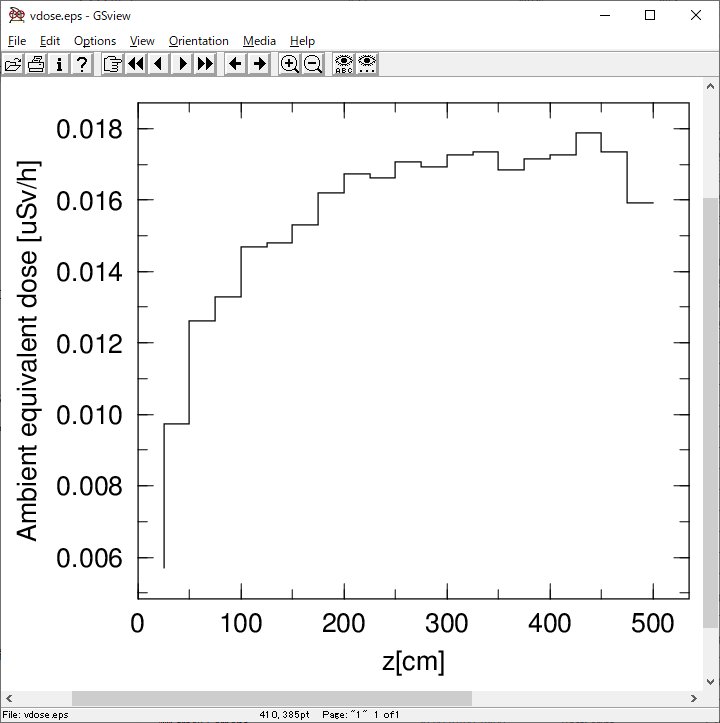 vdose.eps - GSview
File Edit Options View Orientation Media Help
i ? ABC
0.018
0.016
0.014
0.012
0.010
0.008
0.006
Ambient equivalent dose [uSv/h]
0 100 200 300 400 500
z[cm]
File: vdose.eps 410, 385pt Page: "1" 1 of 1